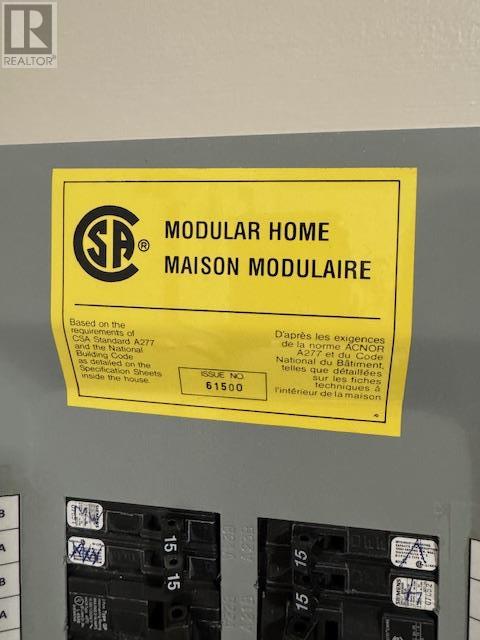 REALTOR®
CSA®
MODULAR HOME
MAISON MODULAIRE
Based on the
requirements of
CSA Standard A277
and the National
Building Code
as detailed on the
Specification Sheets
inside the house.
ISSUE NO.
61500
D'après les exigences
de la norme ACNOR
A277 et du Code
National du Bâtiment,
telles que détaillées
sur les fiches
techniques à
l'intérieur de la maison
B
A
B
A
15
15
15
15
SIEMENS